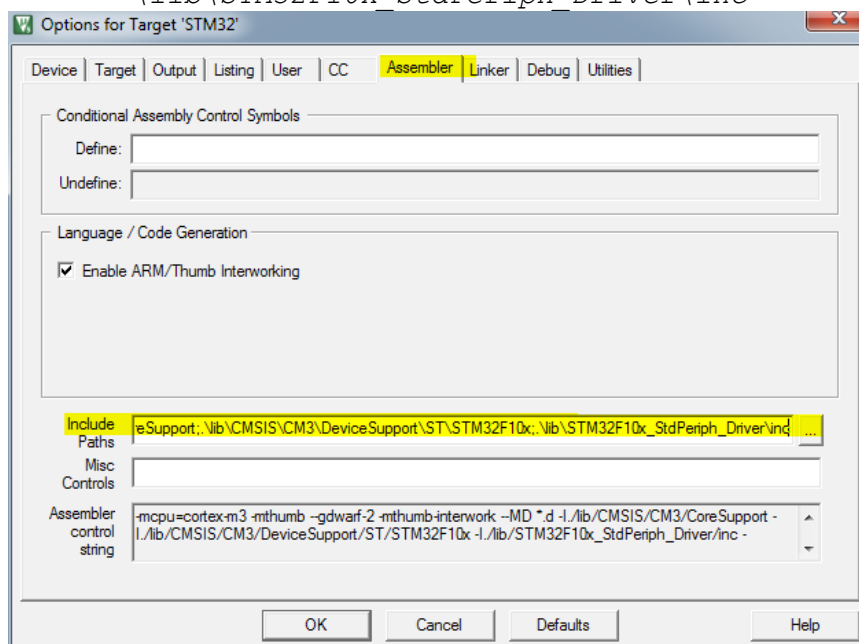 \lib\STM32F10x_StdPeriph_Driver\inc
Options for Target 'STM32'
Device Target Output Listing User CC Assembler Linker Debug Utilities
Conditional Assembly Control Symbols
Define:
Undefine:
Language / Code Generation
Enable ARM/Thumb Interworking
Include Paths
eSupport;.\lib\CMSIS\CM3\DeviceSupport\ST\STM32F10x;.\lib\STM32F10x_StdPeriph_Driver\inc
...
Misc Controls
Assembler control string
-mcpu=cortex-m3 -mthumb --gdwarf-2 -mthumb-interwork --MD *.d -I./lib/CMSIS/CM3/CoreSupport -
I./lib/CMSIS/CM3/DeviceSupport/ST/STM32F10x -I./lib/STM32F10x_StdPeriph_Driver/inc -
OK Cancel Defaults Help